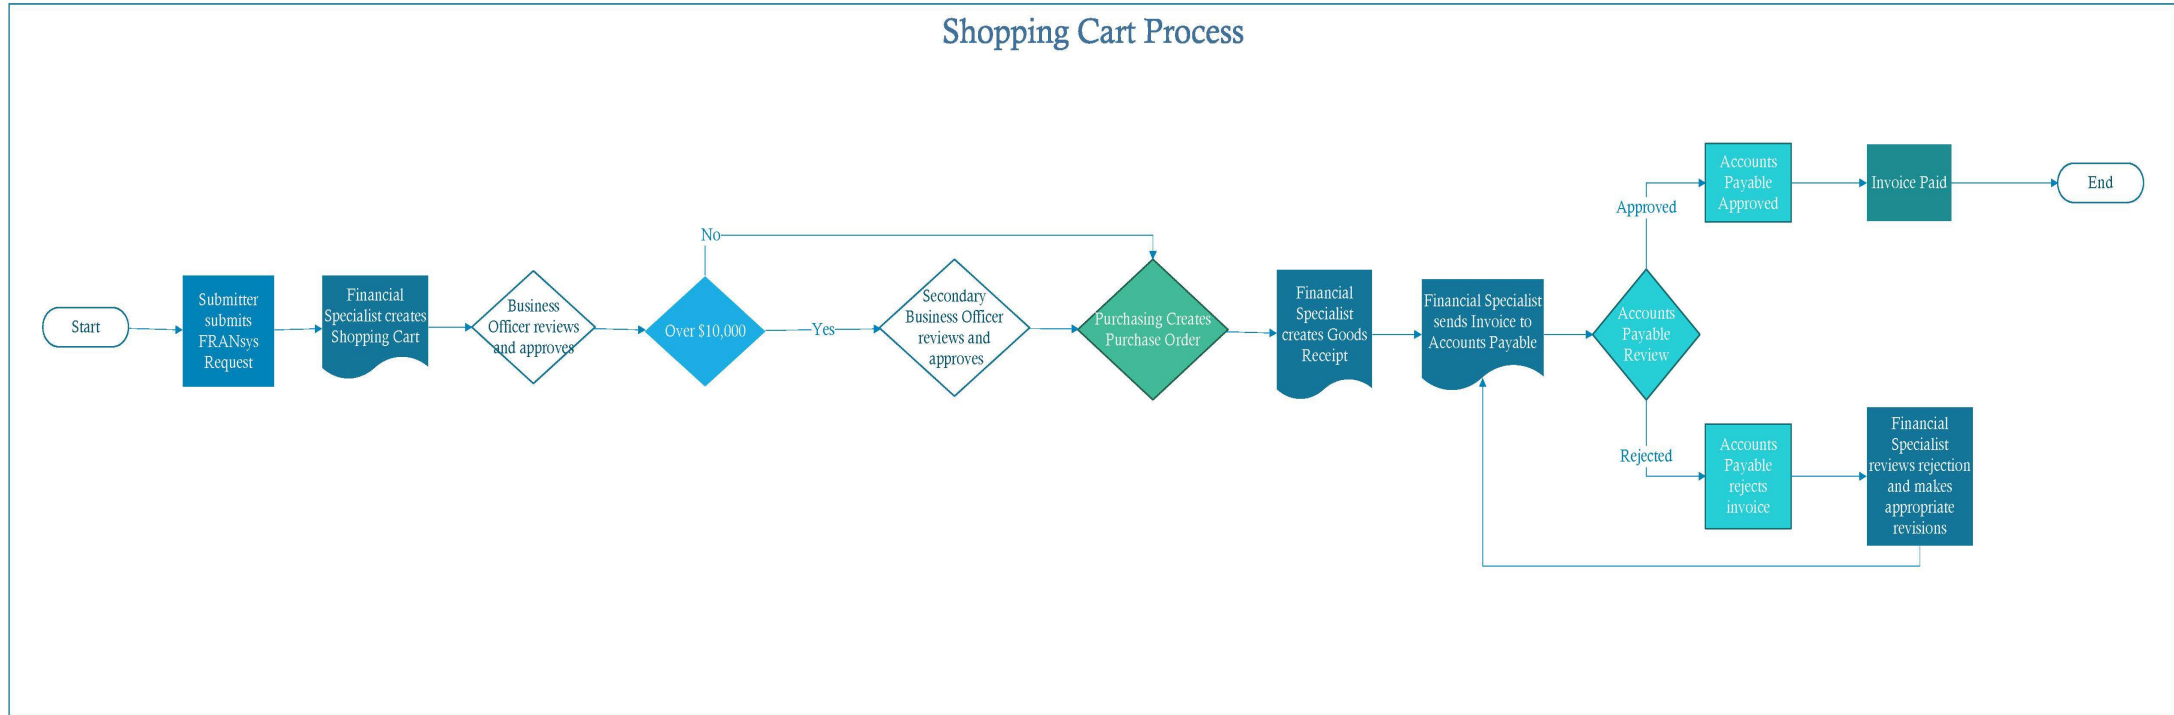 Shopping Cart Process
Start
Submitter
submits
FRANsys
Request
Financial
Specialist creates
Shopping Cart
Business
Officer reviews
and approves
Over $10,000
No
Yes
Secondary
Business Officer
reviews and
approves
Purchasing Creates
Purchase Order
Financial
Specialist
creates Goods
Receipt
Financial Specialist
sends Invoice to
Accounts Payable
Accounts
Payable
Review
Approved
Accounts
Payable
Approved
Invoice Paid
End
Rejected
Accounts
Payable
rejects
invoice
Financial
Specialist
reviews rejection
and makes
appropriate
revisions